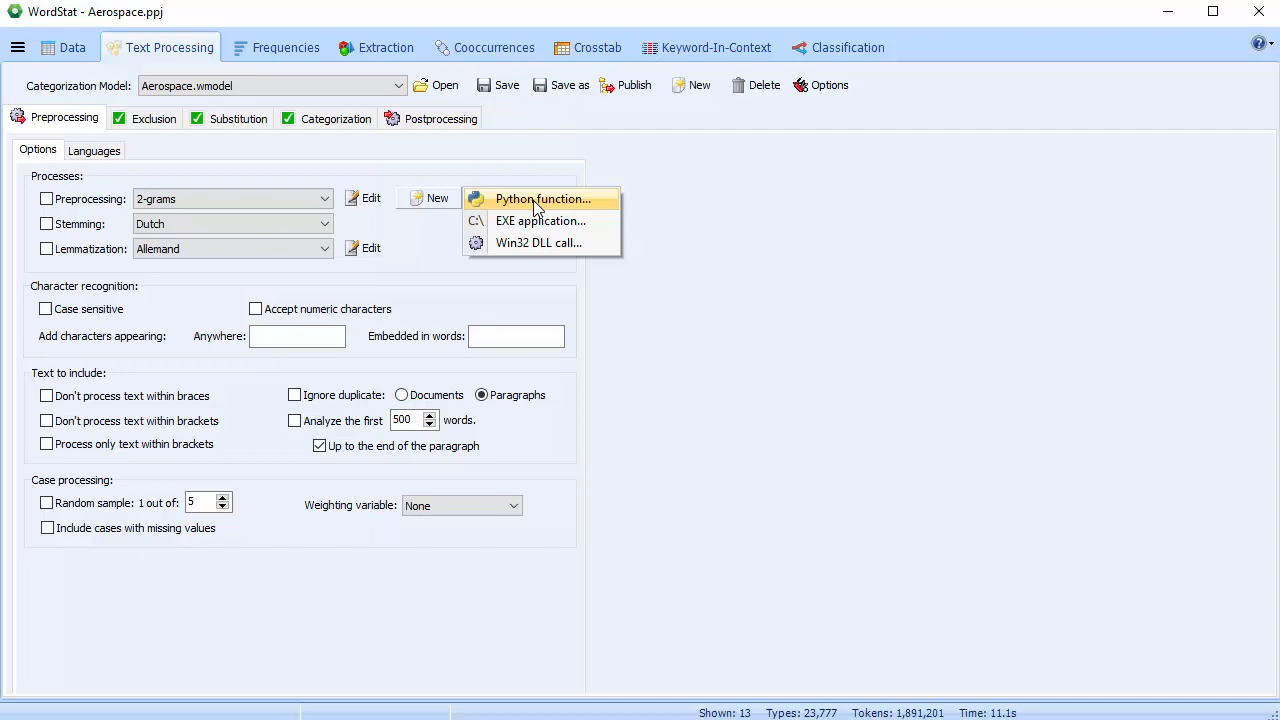 WordStat - Aerospace.ppj
Data Text Processing Frequencies Extraction Cooccurrences Crosstab Keyword-In-Context Classification
Categorization Model: Aerospace.wmodel Open Save Save as Publish New Delete Options
Preprocessing Exclusion Substitution Categorization Postprocessing
Options Languages
Processes:
Preprocessing: 2-grams Edit New Python function...
Stemming: Dutch C:\ EXE application...
Lemmatization: Allemand Edit Win32 DLL call...
Character recognition:
Case sensitive Accept numeric characters
Add characters appearing: Anywhere: Embedded in words:
Text to include:
Don't process text within braces Ignore duplicate: Documents Paragraphs
Don't process text within brackets Analyze the first 500 words.
Process only text within brackets Up to the end of the paragraph
Case processing:
Random sample: 1 out of: 5 Weighting variable: None
Include cases with missing values
Shown: 13 Types: 23,777 Tokens: 1,891,201 Time: 11.1s